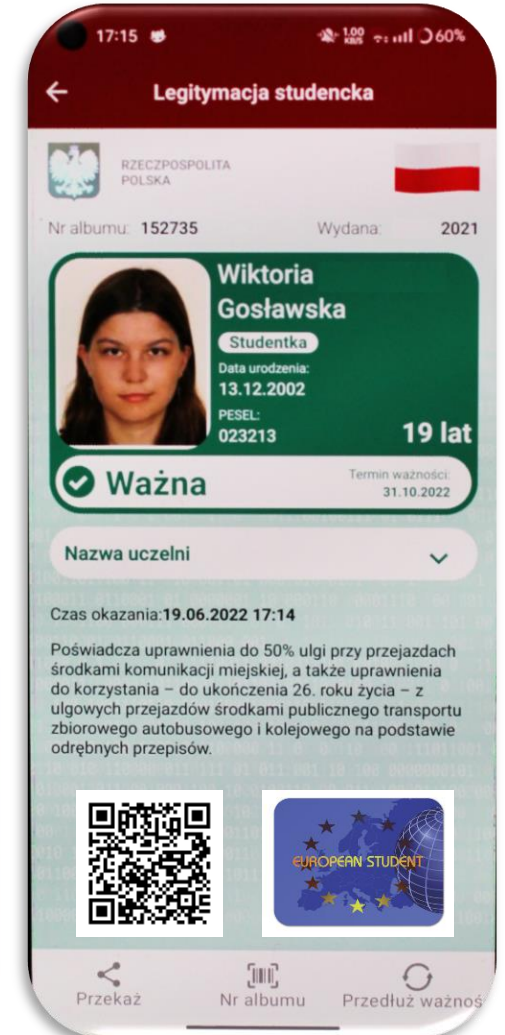 17:15 1.00 KB/S 60%
Legitymacja studencka
RZECZPOSPOLITA
POLSKA
Nr albumu: 152735 Wydana: 2021
Wiktoria
Gosławska
Studentka
Data urodzenia:
13.12.2002
PESEL:
023213
19 lat
Ważna
Termin ważności:
31.10.2022
Nazwa uczelni
Czas okazania:19.06.2022 17:14
Poświadcza uprawnienia do 50% ulgi przy przejazdach
środkami komunikacji miejskiej, a także uprawnienia
do korzystania – do ukończenia 26. roku życia – z
ulgowych przejazdów środkami publicznego transportu
zbiorowego autobusowego i kolejowego na podstawie
odrębnych przepisów.
EUROPEAN STUDENT
Przekaż Nr albumu Przedłuż ważnoś